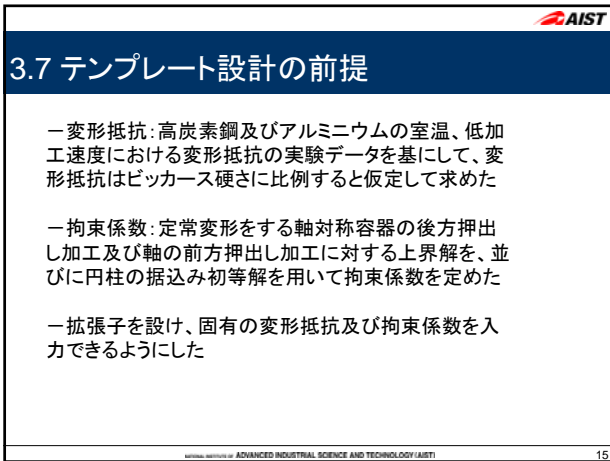 AIST
3.7 テンプレート設計の前提
－変形抵抗：高炭素鋼及びアルミニウムの室温、低加
工速度における変形抵抗の実験データを基にして、変
形抵抗はビッカース硬さに比例すると仮定して求めた
－拘束係数：定常変形をする軸対称容器の後方押出
し加工及び軸の前方押出し加工に対する上界解を、並
びに円柱の据込み初等解を用いて拘束係数を定めた
－拡張子を設け、固有の変形抵抗及び拘束係数を入
力できるようにした
NATIONAL INSTITUTE OF ADVANCED INDUSTRIAL SCIENCE AND TECHNOLOGY (AIST)
15